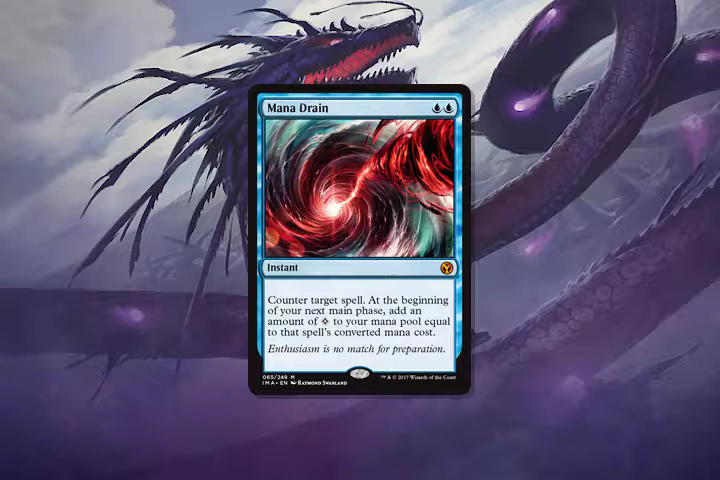 Mana Drain
Instant
Counter target spell. At the beginning
of your next main phase, add an
amount of to your mana pool equal
to that spell's converted mana cost.
Enthusiasm is no match for preparation.
065/249 M
IMA • EN Raymond Swanland
™ & © 2017 Wizards of the Coast